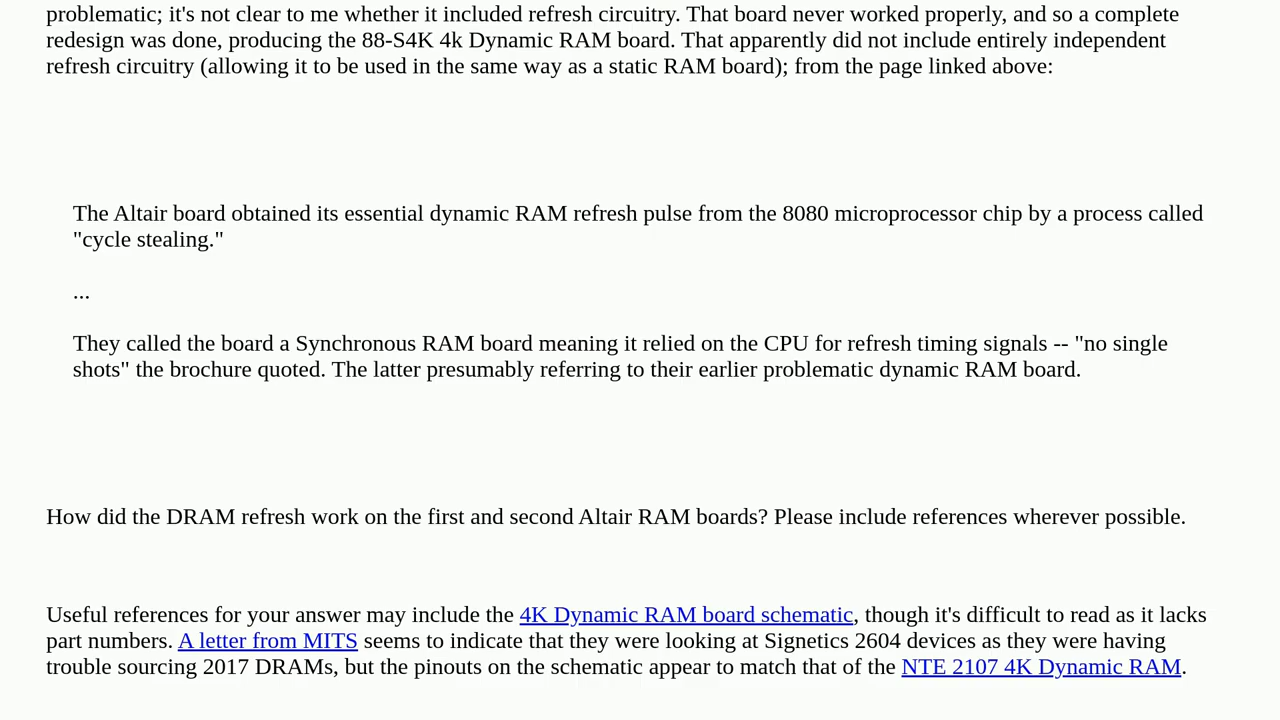 problematic; it's not clear to me whether it included refresh circuitry. That board never worked properly, and so a complete
redesign was done, producing the 88-S4K 4k Dynamic RAM board. That apparently did not include entirely independent
refresh circuitry (allowing it to be used in the same way as a static RAM board); from the page linked above:
The Altair board obtained its essential dynamic RAM refresh pulse from the 8080 microprocessor chip by a process called
"cycle stealing."
...
They called the board a Synchronous RAM board meaning it relied on the CPU for refresh timing signals -- "no single
shots" the brochure quoted. The latter presumably referring to their earlier problematic dynamic RAM board.
How did the DRAM refresh work on the first and second Altair RAM boards? Please include references wherever possible.
Useful references for your answer may include the 4K Dynamic RAM board schematic, though it's difficult to read as it lacks
part numbers. A letter from MITS seems to indicate that they were looking at Signetics 2604 devices as they were having
trouble sourcing 2017 DRAMs, but the pinouts on the schematic appear to match that of the NTE 2107 4K Dynamic RAM.